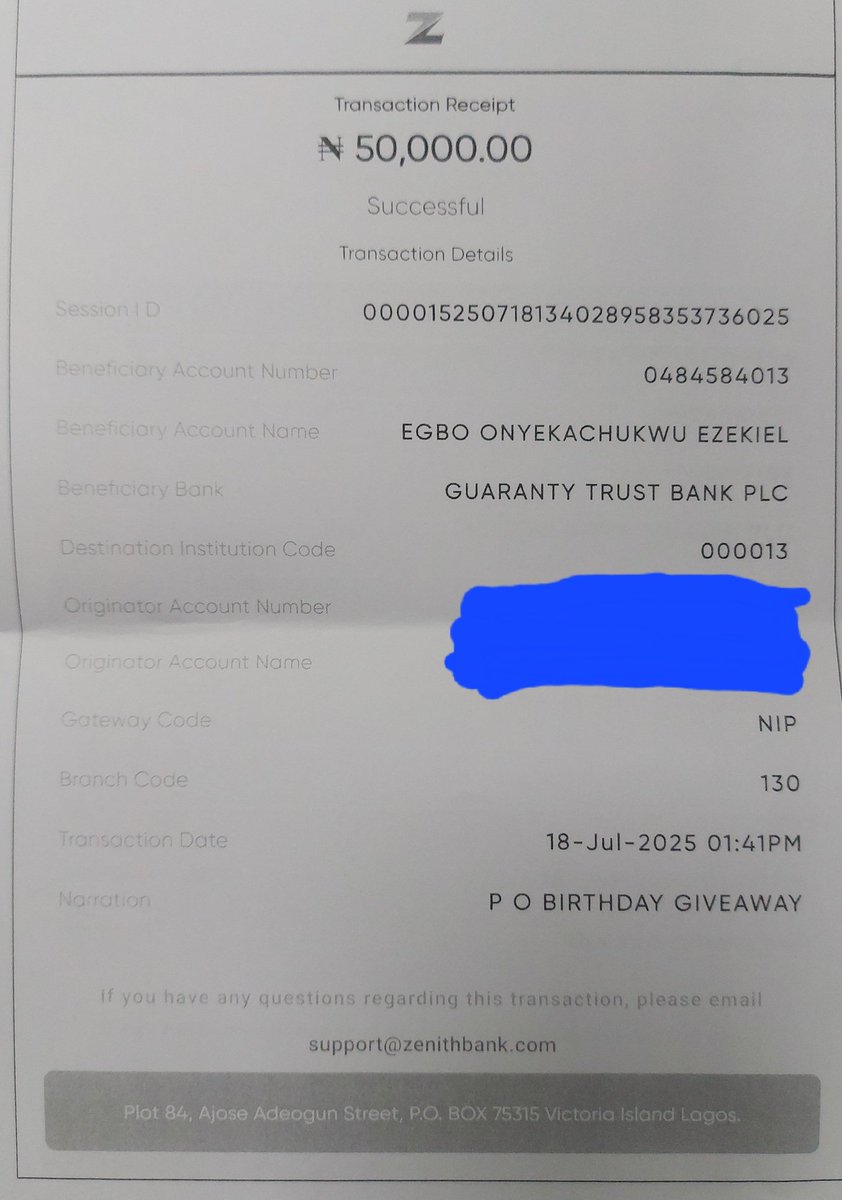 Transaction Receipt
₦ 50,000.00
Successful
Transaction Details
Session I D 000015250718134028958353736025
Beneficiary Account Number 0484584013
Beneficiary Account Name EGBO ONYEKACHUKWU EZEKIEL
Beneficiary Bank GUARANTY TRUST BANK PLC
Destination Institution Code 000013
Originator Account Number
Originator Account Name
Gateway Code NIP
Branch Code 130
Transaction Date 18-Jul-2025 01:41PM
Narration P O BIRTHDAY GIVEAWAY
If you have any questions regarding this transaction, please email
support@zenithbank.com
Plot 84, Ajose Adeogun Street, P.O. BOX 75315 Victoria Island Lagos.